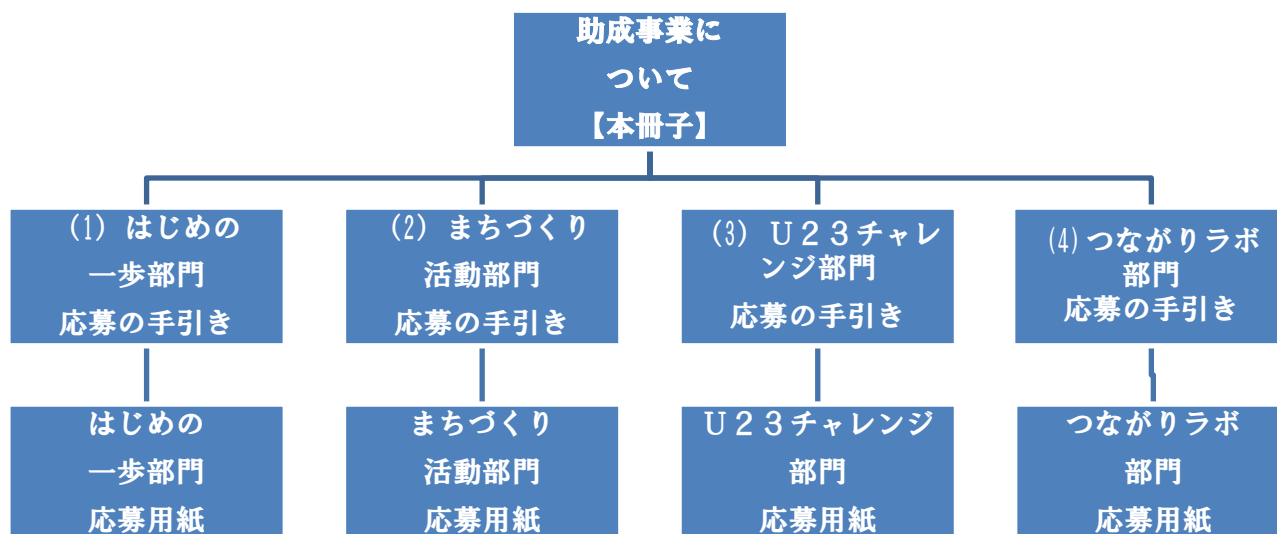 助成事業に
ついて
【本冊子】
(1) はじめの
一歩部門
応募の手引き
(2) まちづくり
活動部門
応募の手引き
(3) U23チャレ
ンジ部門
応募の手引き
(4)つながりラボ
部門
応募の手引き
はじめの
一歩部門
応募用紙
まちづくり
活動部門
応募用紙
U23チャレンジ
部門
応募用紙
つながりラボ
部門
応募用紙